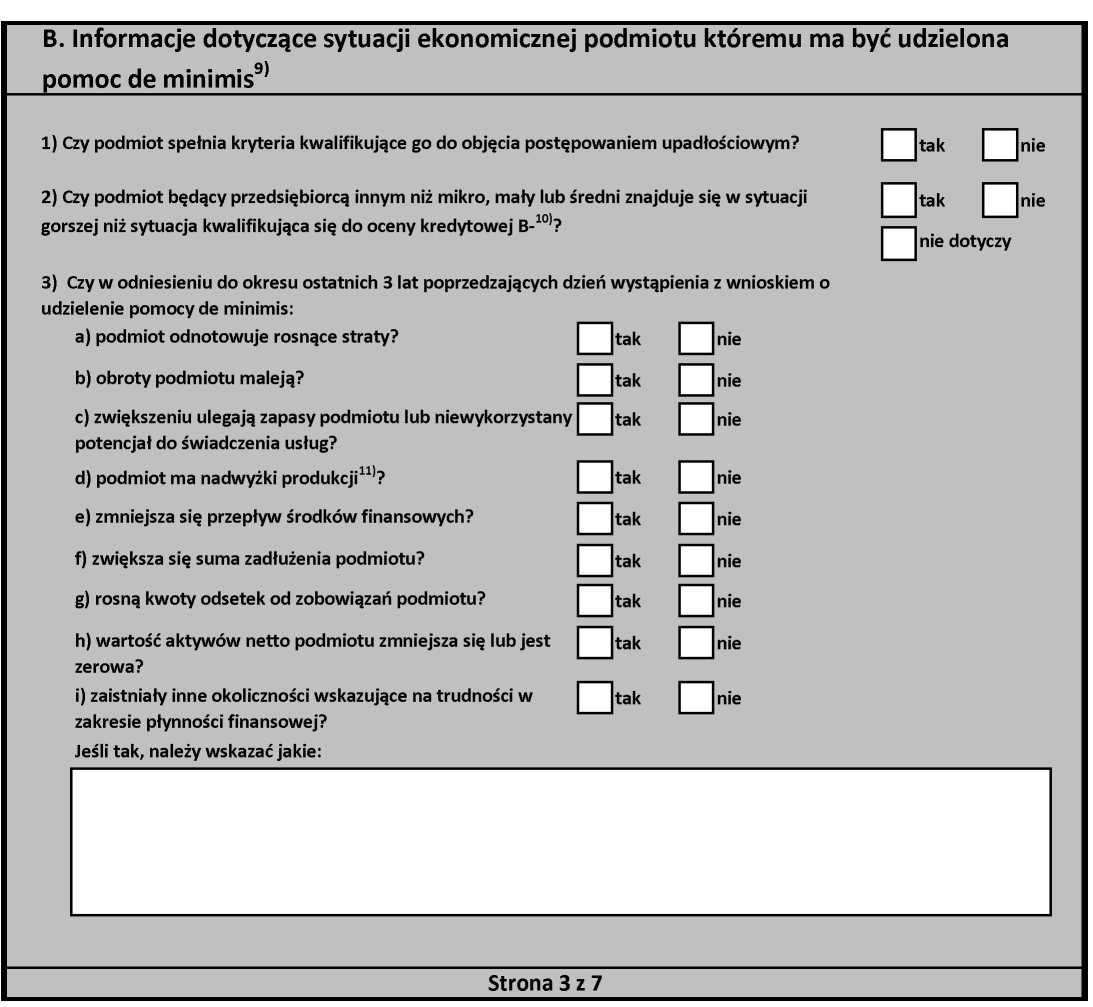 B. Informacje dotyczące sytuacji ekonomicznej podmiotu któremu ma być udzielona
pomoc de minimis9)
1) Czy podmiot spełnia kryteria kwalifikujące go do objęcia postępowaniem upadłościowym? tak nie
2) Czy podmiot będący przedsiębiorcą innym niż mikro, mały lub średni znajduje się w sytuacji tak nie
gorszej niż sytuacja kwalifikująca się do oceny kredytowej B-10)?
nie dotyczy
3) Czy w odniesieniu do okresu ostatnich 3 lat poprzedzających dzień wystąpienia z wnioskiem o
udzielenie pomocy de minimis:
a) podmiot odnotowuje rosnące straty? tak nie
b) obroty podmiotu maleją? tak nie
c) zwiększeniu ulegają zapasy podmiotu lub niewykorzystany tak nie
potencjał do świadczenia usług?
d) podmiot ma nadwyżki produkcji11)? tak nie
e) zmniejsza się przepływ środków finansowych? tak nie
f) zwiększa się suma zadłużenia podmiotu? tak nie
g) rosną kwoty odsetek od zobowiązań podmiotu? tak nie
h) wartość aktywów netto podmiotu zmniejsza się lub jest tak nie
zerowa?
i) zaistniały inne okoliczności wskazujące na trudności w tak nie
zakresie płynności finansowej?
Jeśli tak, należy wskazać jakie:
Strona 3 z 7